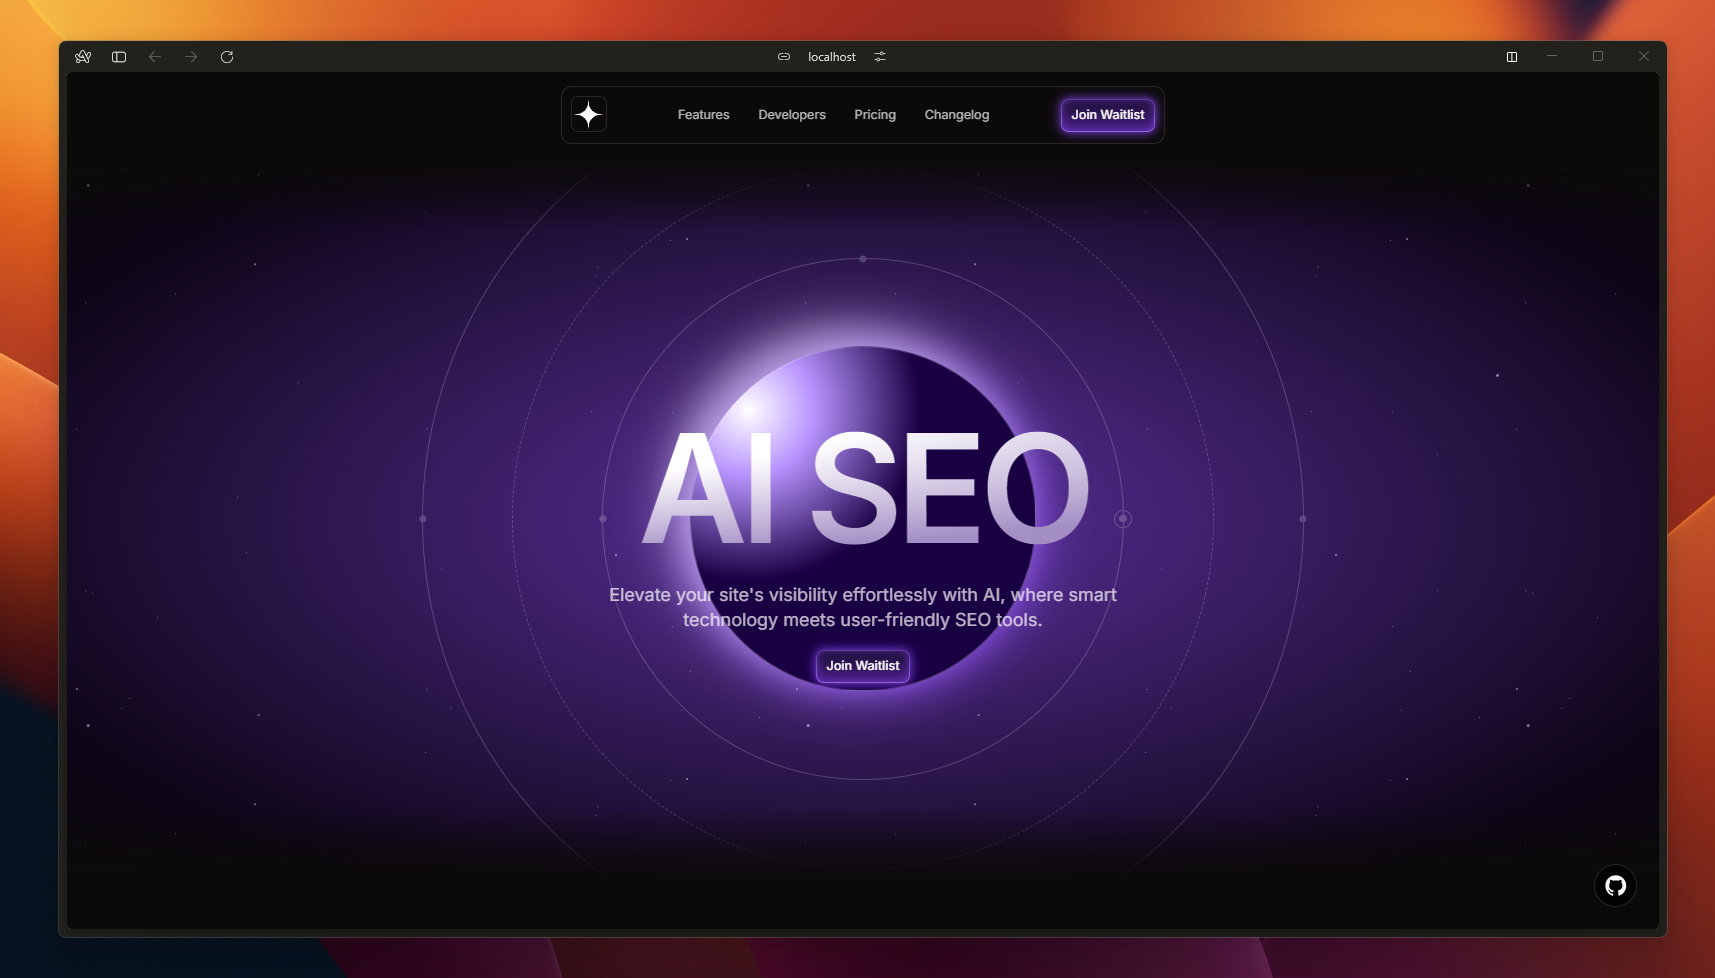 localhost
Features
Developers
Pricing
Changelog
Join Waitlist
AI SEO
Elevate your site's visibility effortlessly with AI, where smart
technology meets user-friendly SEO tools.
Join Waitlist